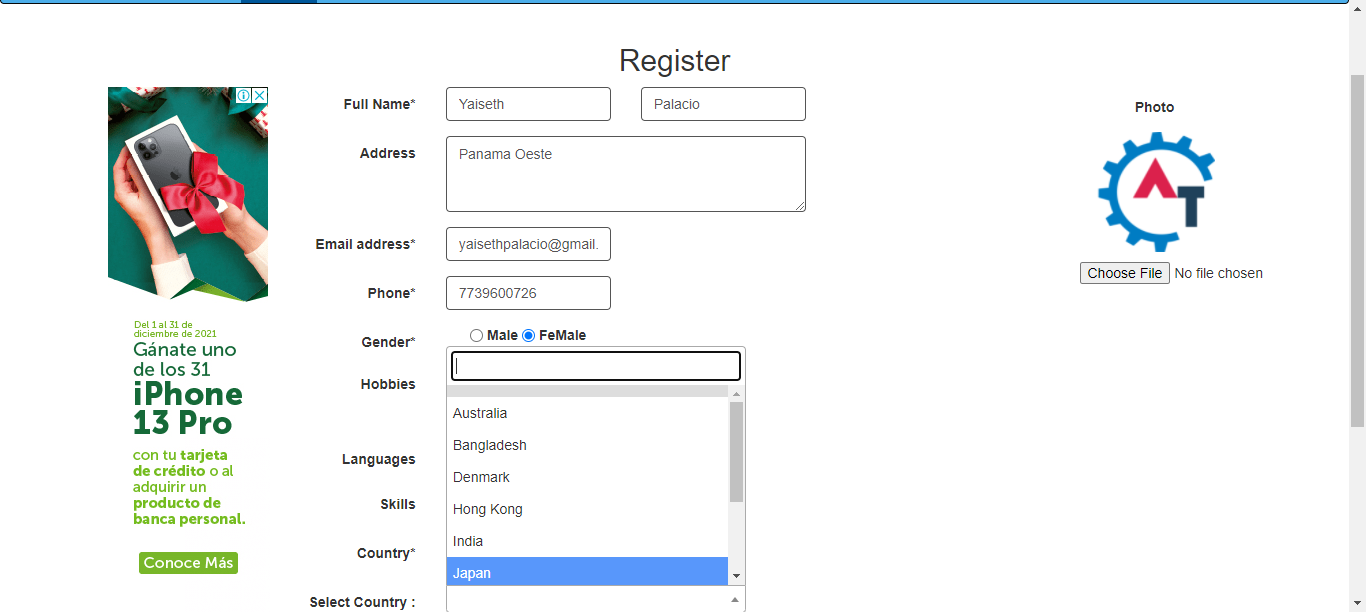 Register
Full Name*
Yaiseth
Palacio
Address
Panama Oeste
Email address*
yaisethpalacio@gmail.
Phone*
7739600726
Gender*
Male FeMale
Hobbies
Languages
Skills
Country*
Select Country :
Australia
Bangladesh
Denmark
Hong Kong
India
Japan
Photo
AT
Choose File No file chosen
Del 1 al 31 de
diciembre de 2021
Gánate uno
de los 31
iPhone
13 Pro
con tu tarjeta
de crédito o al
adquirir un
producto de
banca personal.
Conoce Más